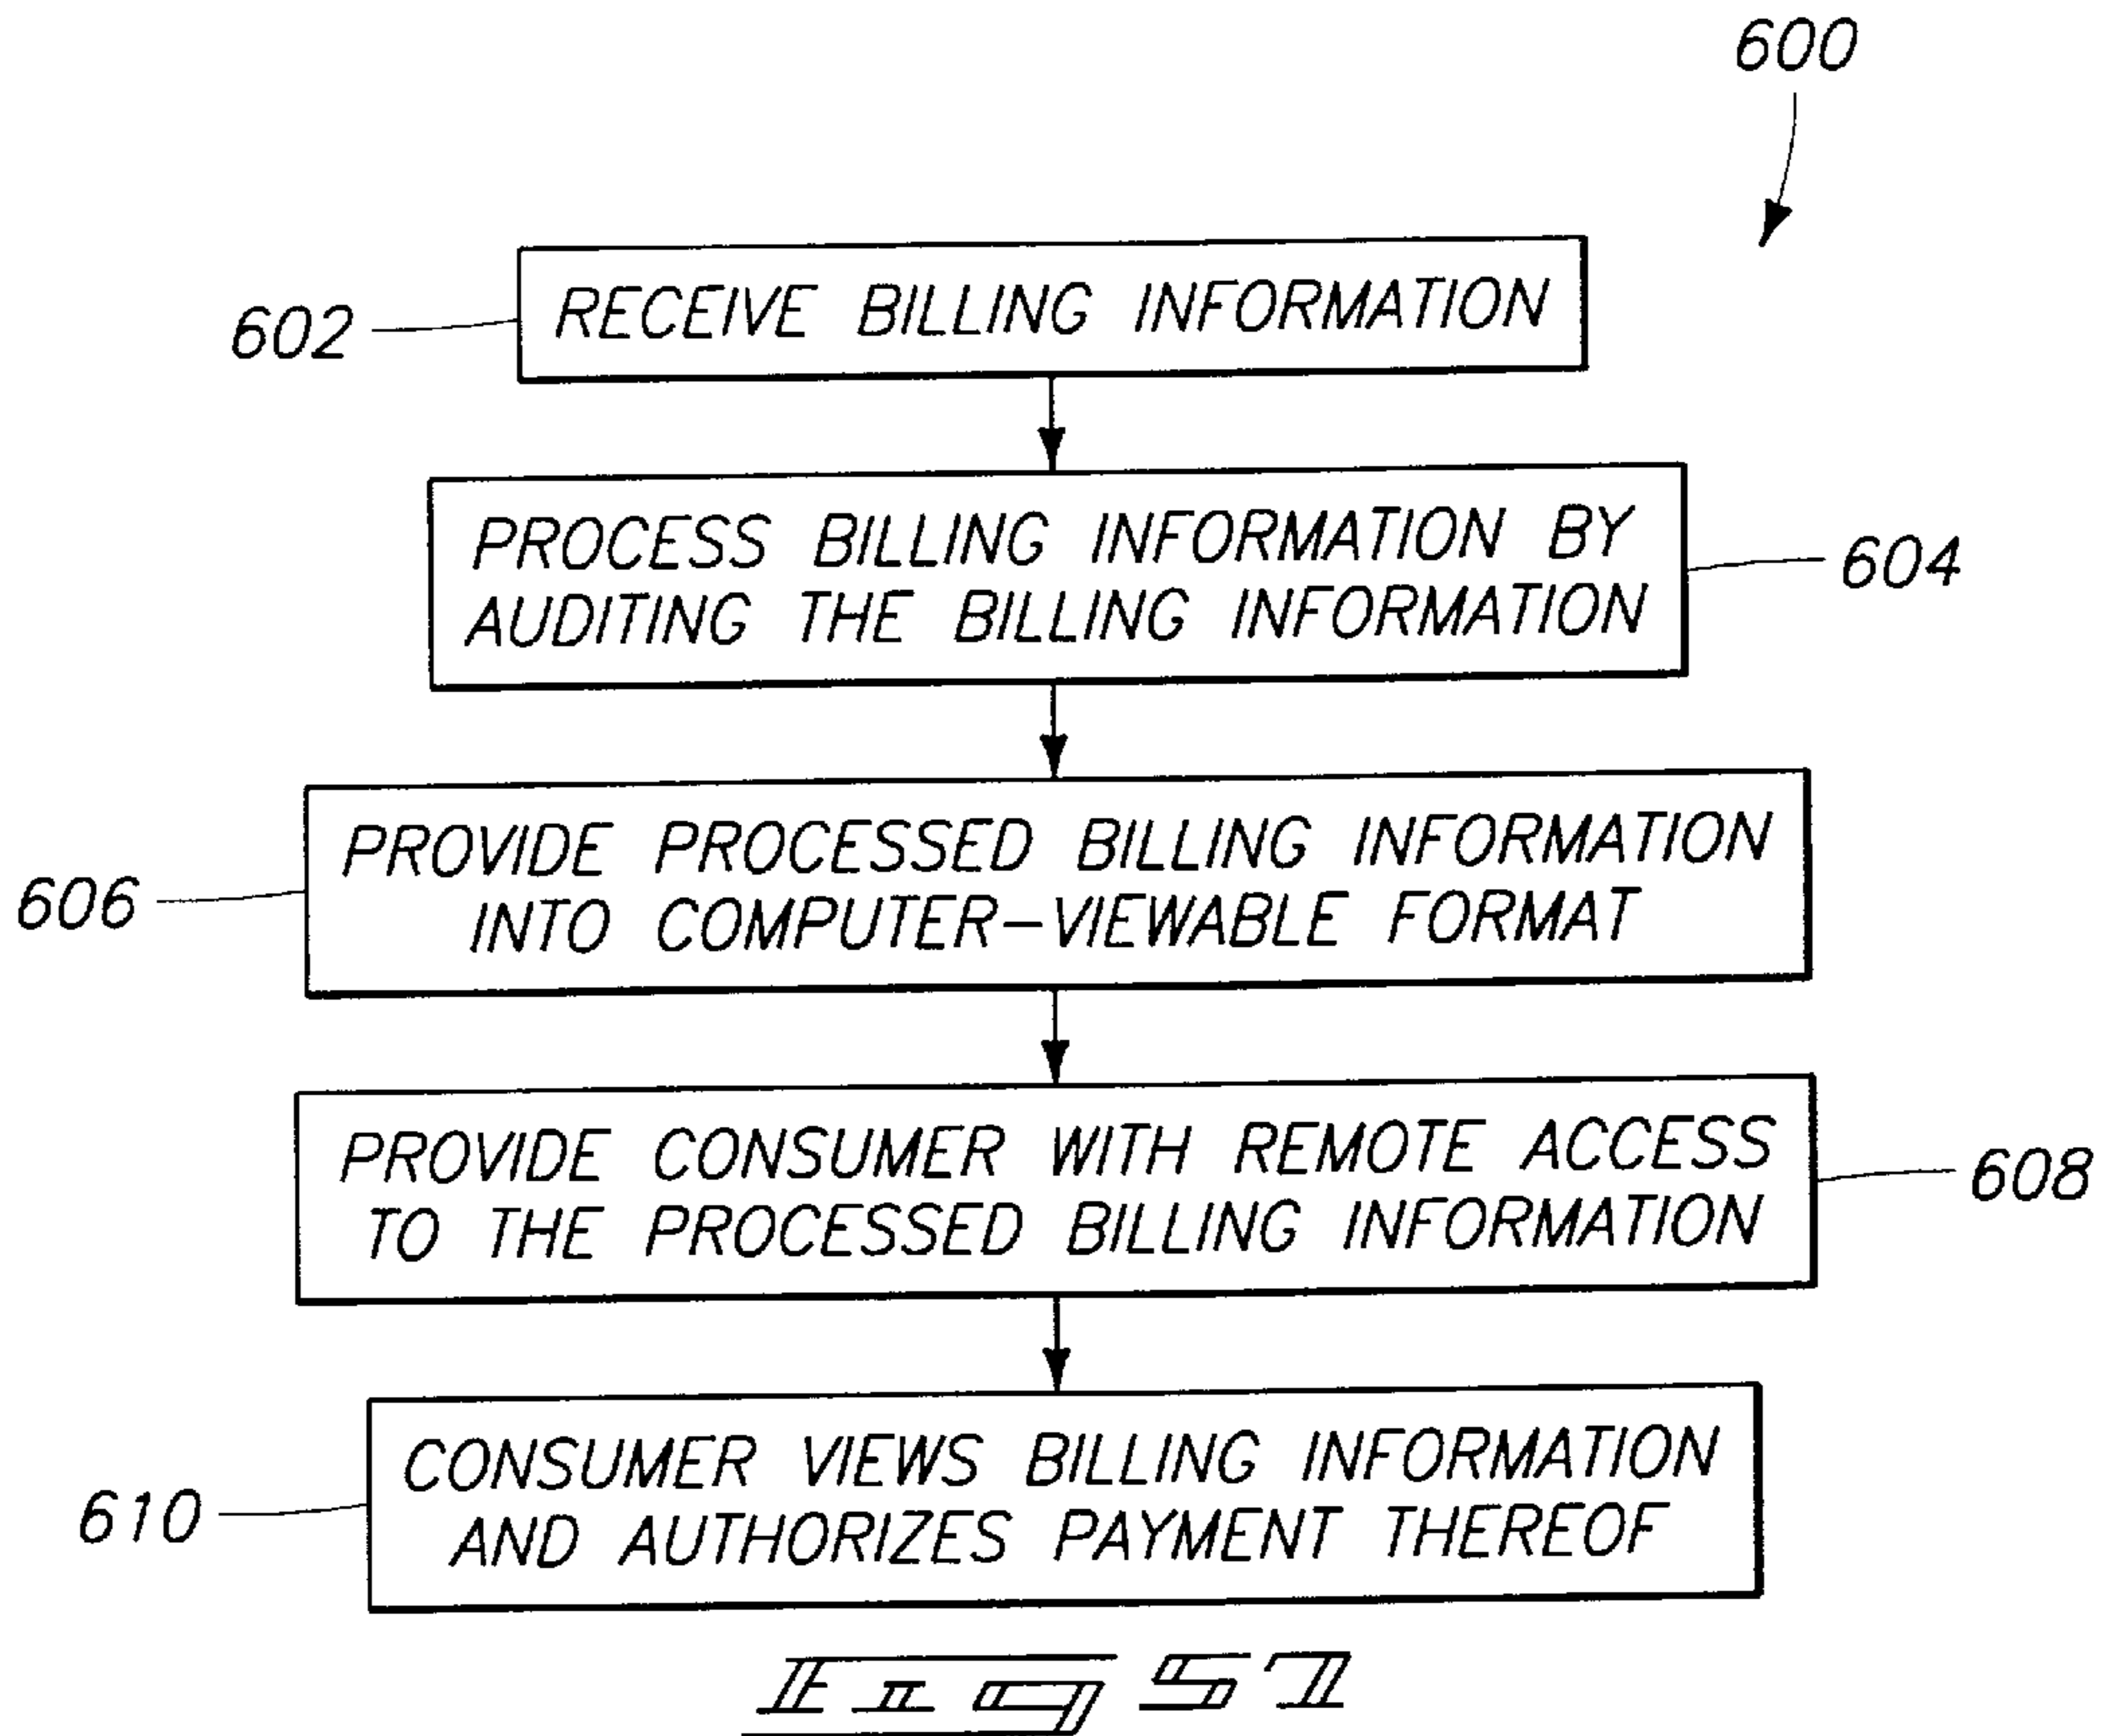 600
602
RECEIVE BILLING INFORMATION
PROCESS BILLING INFORMATION BY
AUDITING THE BILLING INFORMATION
604
PROVIDE PROCESSED BILLING INFORMATION
INTO COMPUTER-VIEWABLE FORMAT
606
PROVIDE CONSUMER WITH REMOTE ACCESS
TO THE PROCESSED BILLING INFORMATION
608
CONSUMER VIEWS BILLING INFORMATION
AND AUTHORIZES PAYMENT THEREOF
610
FIG 57